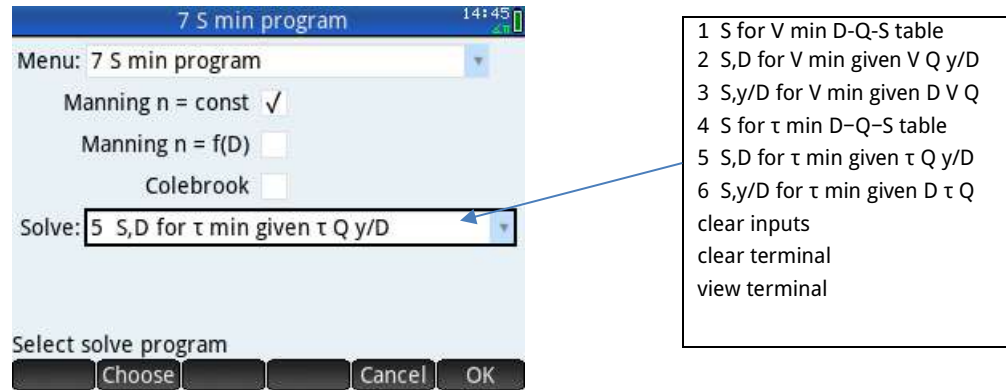 7 S min program
14:45
∡π
Menu: 7 S min program
Manning n = const √
Manning n = f(D)
Colebrook
Solve: 5 S,D for τ min given τ Q y/D
Select solve program
Choose Cancel OK
1 S for V min D-Q-S table
2 S,D for V min given V Q y/D
3 S,y/D for V min given D V Q
4 S for τ min D−Q−S table
5 S,D for τ min given τ Q y/D
6 S,y/D for τ min given D τ Q
clear inputs
clear terminal
view terminal